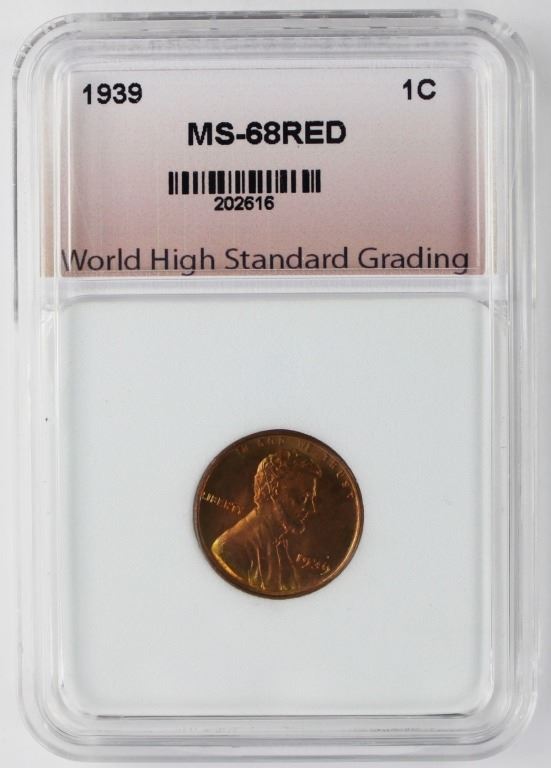 1939 1C
MS-68RED
202616
World High Standard Grading
IN GOD WE TRUST
LIBERTY
1939